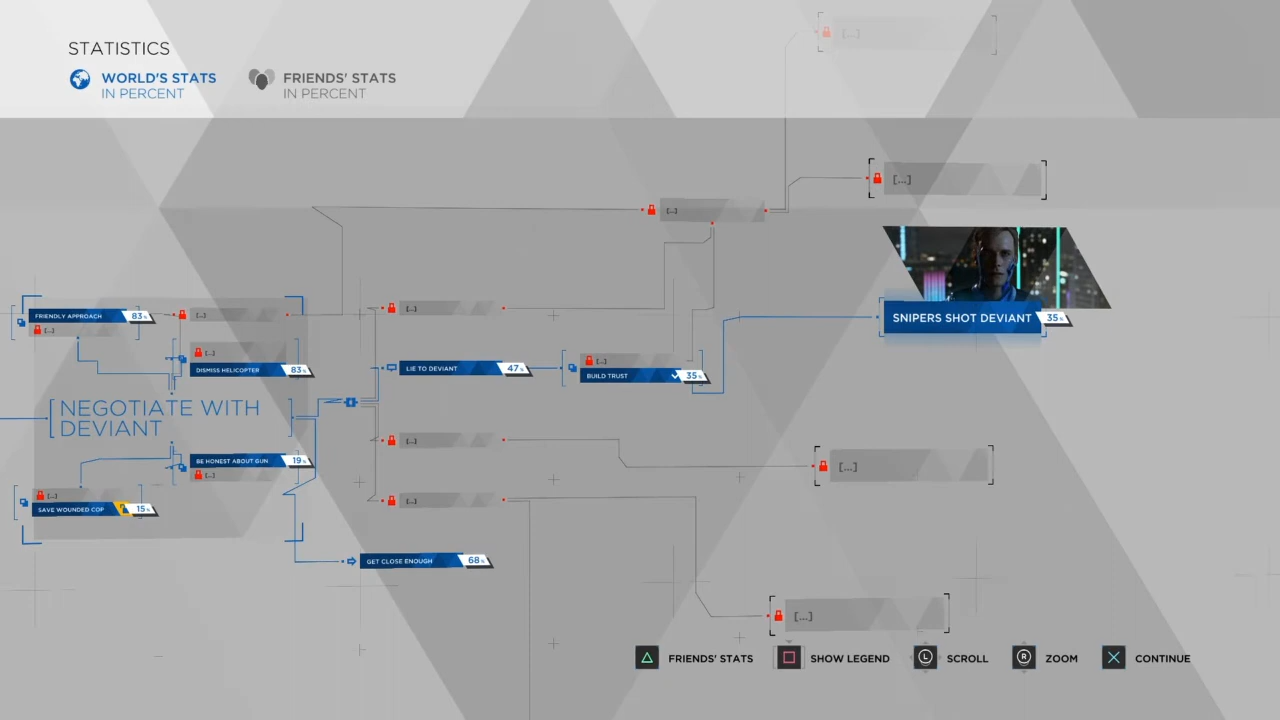 STATISTICS
WORLD'S STATS
IN PERCENT
FRIENDS' STATS
IN PERCENT
[...]
[...]
[...]
FRIENDLY APPROACH 83%
[...]
[...]
[...]
DISMISS HELICOPTER 83%
[...]
LIE TO DEVIANT 47%
[...]
BUILD TRUST 35%
SNIPERS SHOT DEVIANT 35%
NEGOTIATE WITH
DEVIANT
BE HONEST ABOUT GUN 19%
[...]
[...]
SAVE WOUNDED COP 15%
[...]
[...]
[...]
GET CLOSE ENOUGH 68%
[...]
FRIENDS' STATS
SHOW LEGEND
L
SCROLL
R
ZOOM
CONTINUE